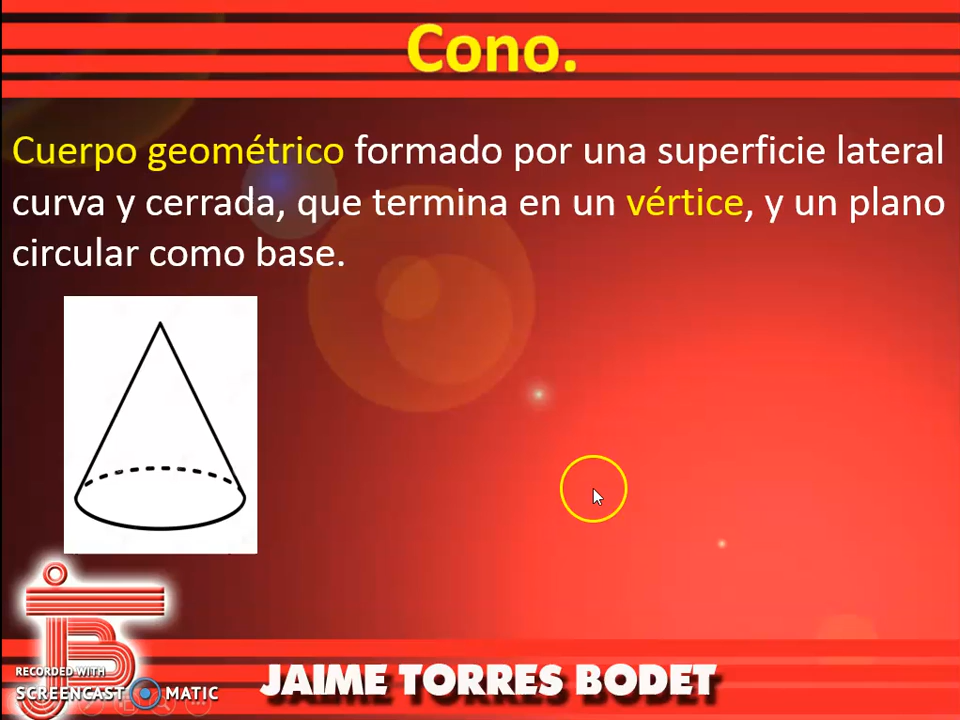 Cono.
Cuerpo geométrico formado por una superficie lateral
curva y cerrada, que termina en un vértice, y un plano
circular como base.
JAIME TORRES BODET
RECORDED WITH
SCREENCAST MATIC